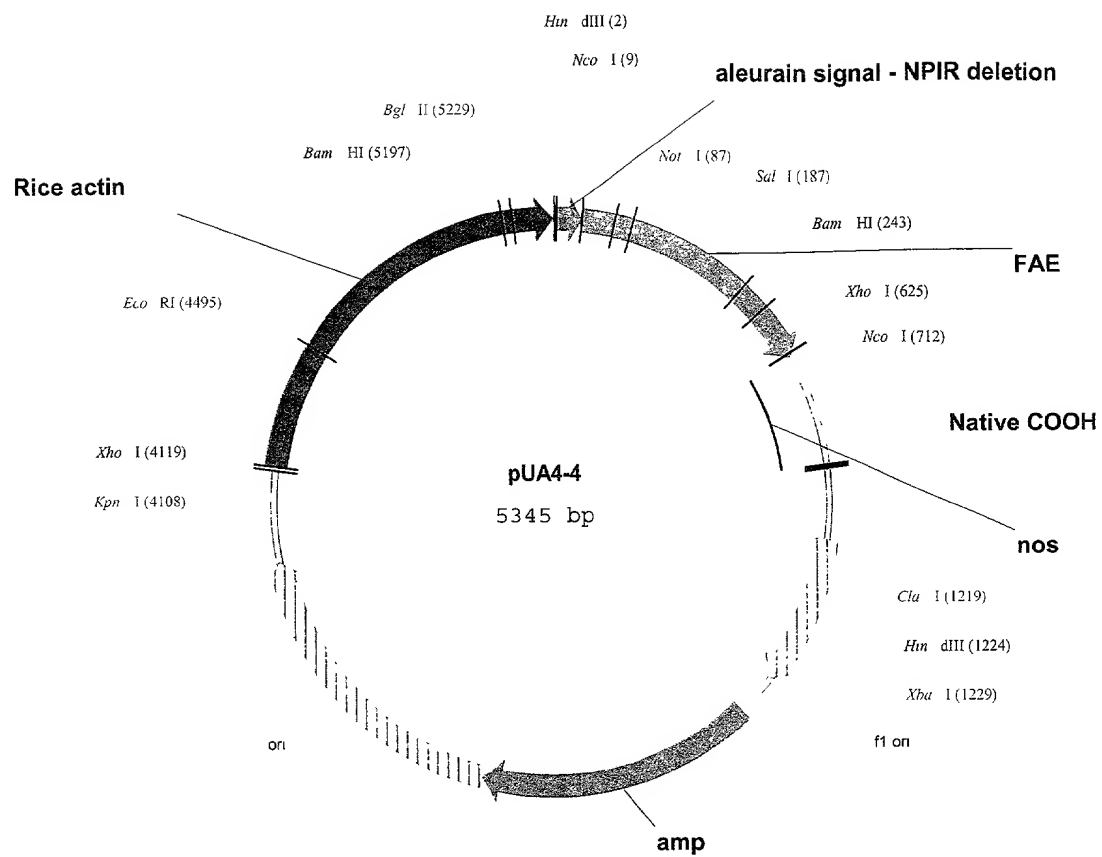 Hin dIII (2)
Nco I (9)
aleurain signal - NPIR deletion
Bgl II (5229)
Bam HI (5197)
Not I (87)
Sal I (187)
Rice actin
Bam HI (243)
FAE
Eco RI (4495)
Xho I (625)
Nco I (712)
Native COOH
Xho I (4119)
Kpn I (4108)
pUA4-4
5345 bp
nos
Cla I (1219)
Hin dIII (1224)
Xba I (1229)
ori
f1 ori
amp